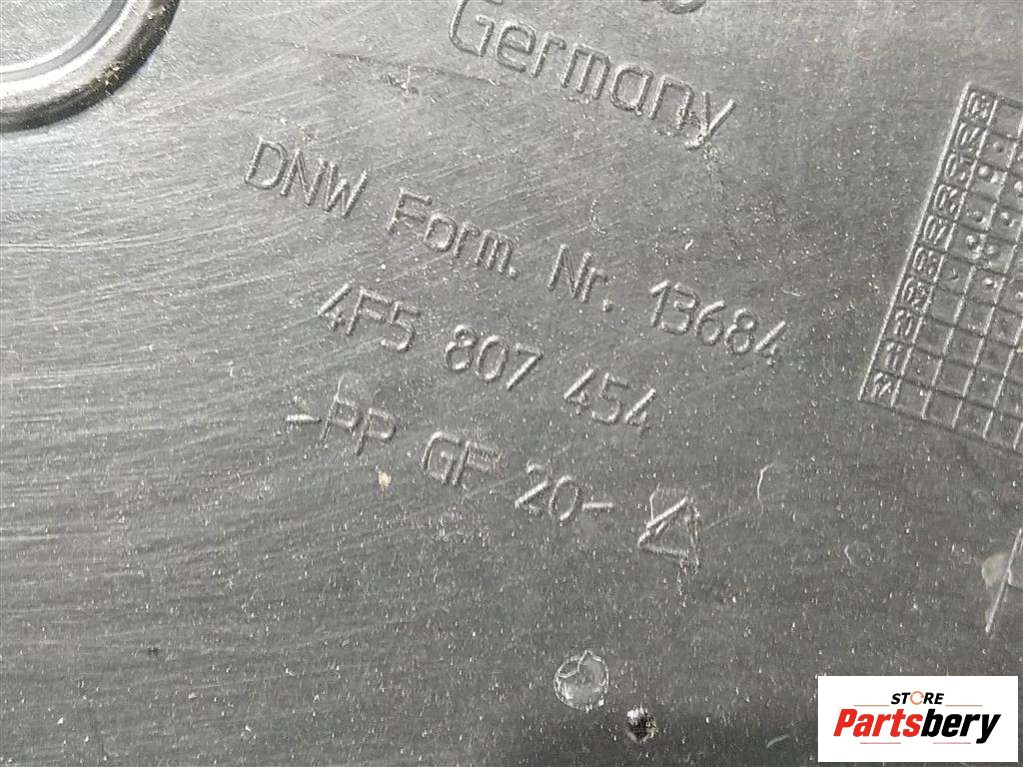 Germany
DNW Form. Nr. 13684
4F5 807 454
>PP GF 20-
STORE
Partsbery